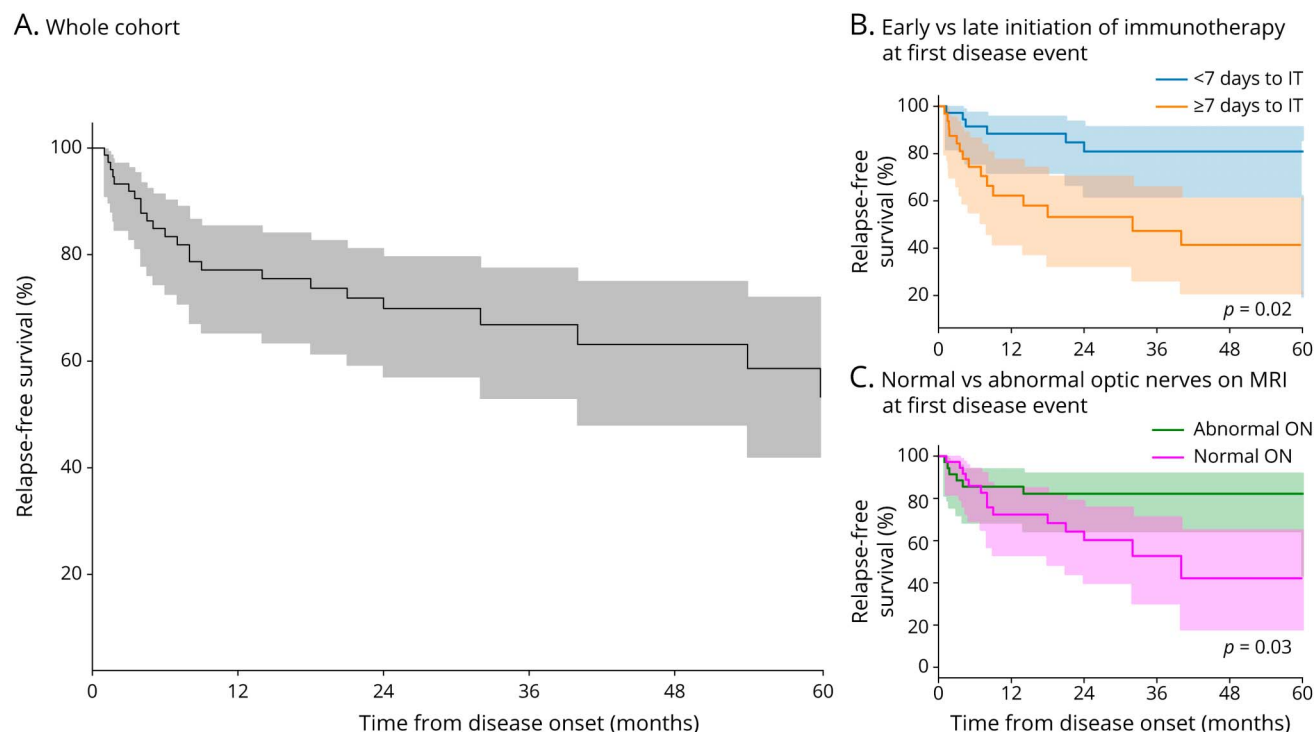 A. Whole cohort
Relapse-free survival (%)
100
80
60
40
20
0 12 24 36 48 60
Time from disease onset (months)
B. Early vs late initiation of immunotherapy
at first disease event
<7 days to IT
≥7 days to IT
Relapse-free
survival (%)
100
80
60
40
20
p = 0.02
0 12 24 36 48 60
C. Normal vs abnormal optic nerves on MRI
at first disease event
Abnormal ON
Normal ON
Relapse-free
survival (%)
100
80
60
40
20
0
p = 0.03
0 12 24 36 48 60
Time from disease onset (months)